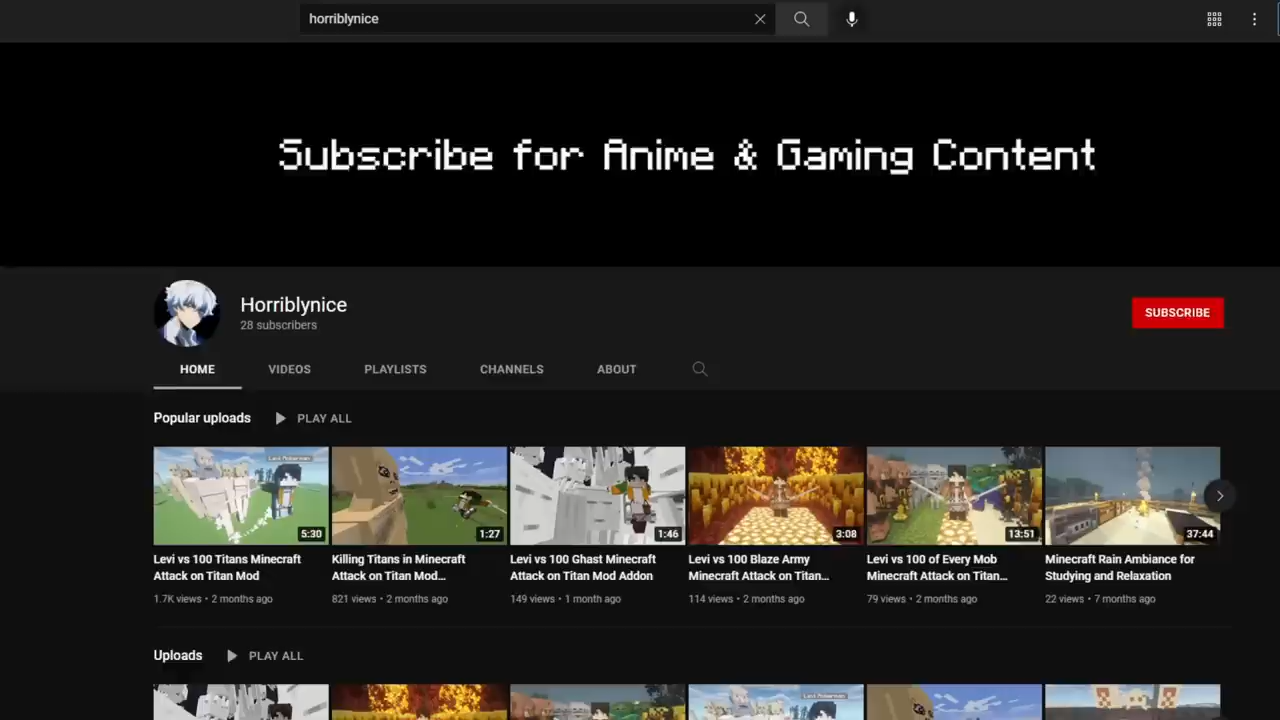 horriblynice
Subscribe for Anime & Gaming Content
Horriblynice
28 subscribers
SUBSCRIBE
HOME
VIDEOS
PLAYLISTS
CHANNELS
ABOUT
Popular uploads
PLAY ALL
5:30
1:27
1:46
3:08
13:51
37:44
Levi vs 100 Titans Minecraft
Attack on Titan Mod
1.7K views • 2 months ago
Killing Titans in Minecraft
Attack on Titan Mod...
821 views • 2 months ago
Levi vs 100 Ghast Minecraft
Attack on Titan Mod Addon
149 views • 1 month ago
Levi vs 100 Blaze Army
Minecraft Attack on Titan...
114 views • 2 months ago
Levi vs 100 of Every Mob
Minecraft Attack on Titan...
79 views • 2 months ago
Minecraft Rain Ambiance for
Studying and Relaxation
22 views • 7 months ago
Uploads
PLAY ALL